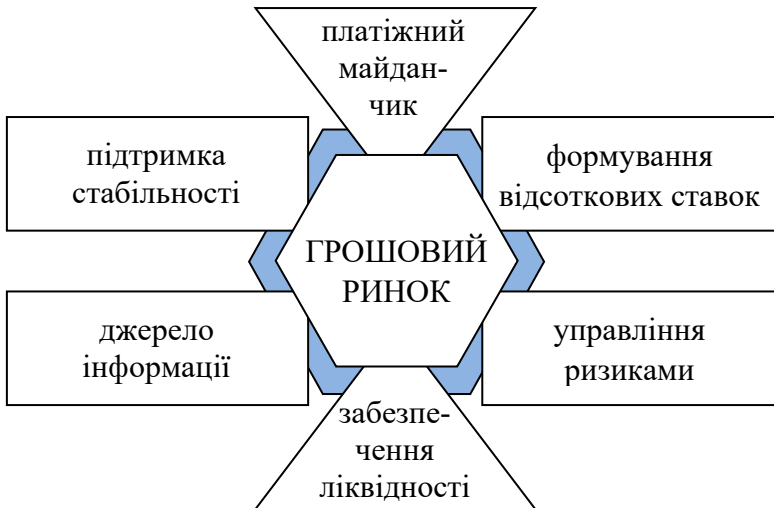 платіжний
майдан-
чик
підтримка
стабільності
формування
відсоткових ставок
ГРОШОВИЙ
РИНОК
джерело
інформації
управління
ризиками
забезпе-
чення
ліквідності